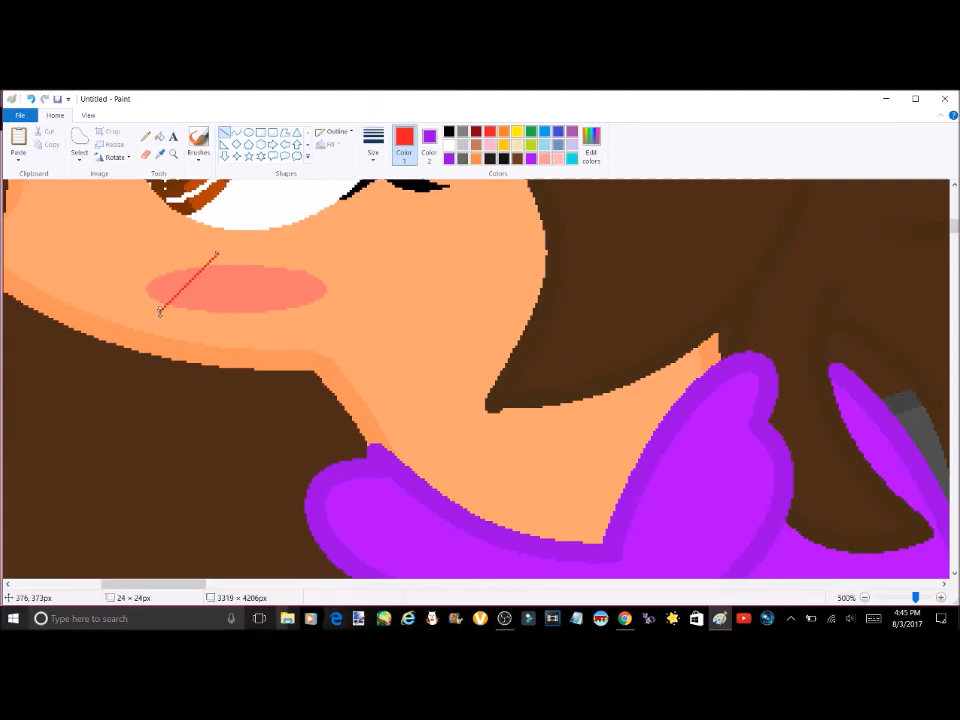 Untitled - Paint
File Home View
Paste
Cut
Copy
Clipboard
Select
Crop
Resize
Rotate
Image
A
Tools
Brushes
Outline
Fill
Shapes
Size
Color 1
Color 2
Edit colors
Colors
376, 373px
24 × 24px
3319 × 4206px
500%
Type here to search
4:45 PM
8/3/2017